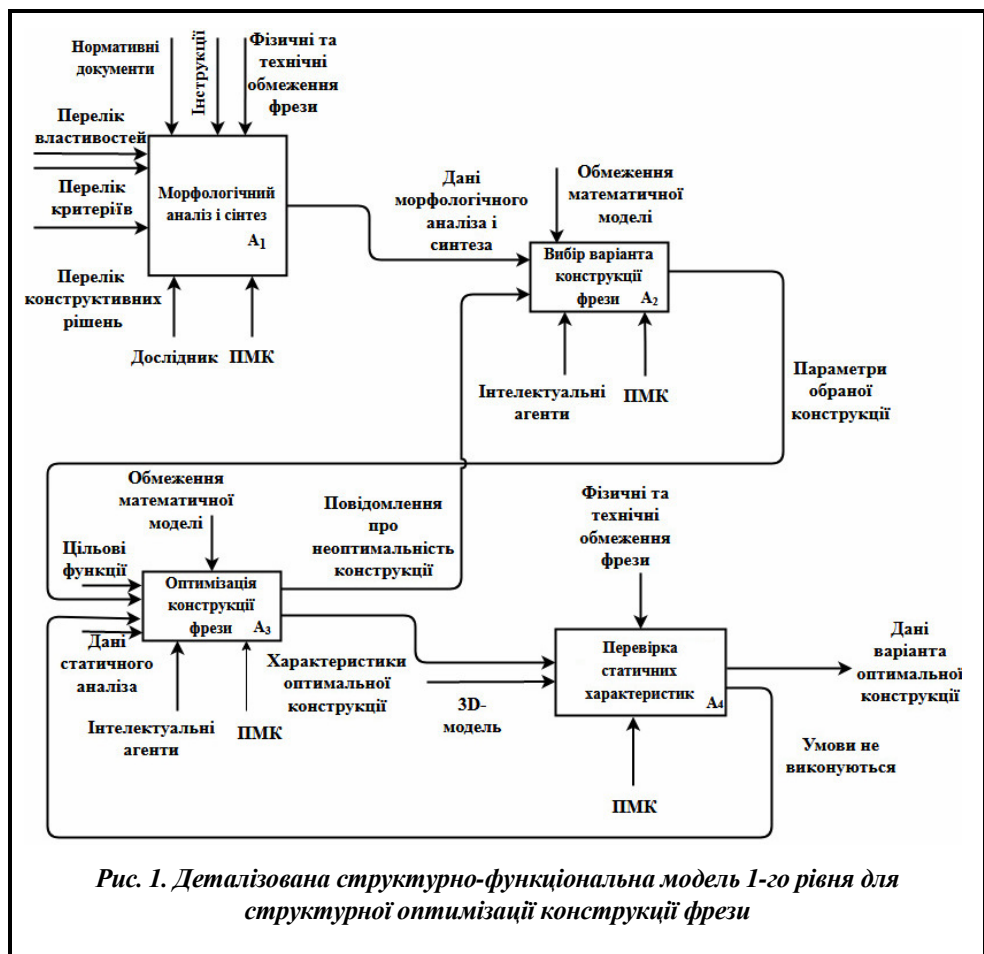 Нормативні
документи
Інструкції
Фізичні та
технічні
обмеження
фрези
Перелік
властивостей
Перелік
критеріїв
Перелік
конструктивних
рішень
Морфологічний
аналіз і сінтез
A1
Дослідник ПМК
Дані
морфологічного
аналіза і
синтеза
Обмеження
математичної
моделі
Вибір варіанта
конструкції
фрези A2
Інтелектуальні
агенти
ПМК
Параметри
обраної
конструкції
Обмеження
математичної
моделі
Цільові
функції
Оптимізація
конструкції
фрези A3
Дані
статичного
аналіза
Інтелектуальні
агенти
ПМК
Повідомлення
про
неоптимальність
конструкції
Характеристики
оптимальної
конструкції
3D-
модель
Фізичні та
технічні
обмеження
фрези
Перевірка
статичних
характеристик
A4
ПМК
Дані
варіанта
оптимальної
конструкції
Умови не
виконуються
Рис. 1. Деталізована структурно-функціональна модель 1-го рівня для
структурної оптимізації конструкції фрези